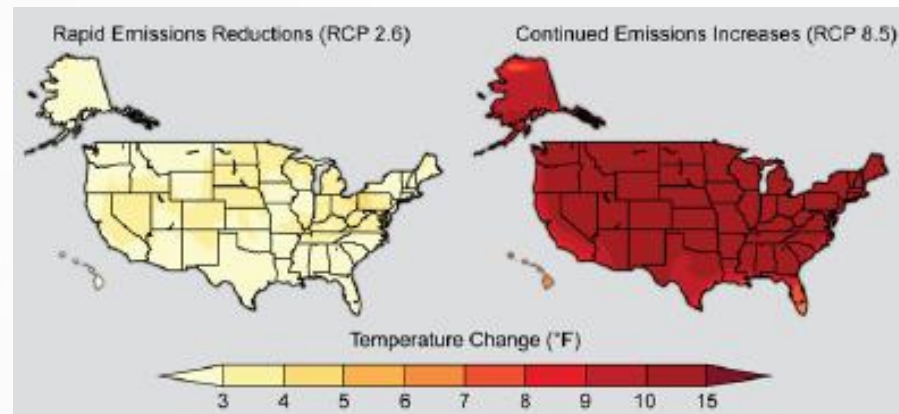 Rapid Emissions Reductions (RCP 2.6)
Continued Emissions Increases (RCP 8.5)
Temperature Change (°F)
3 4 5 6 7 8 9 10 15